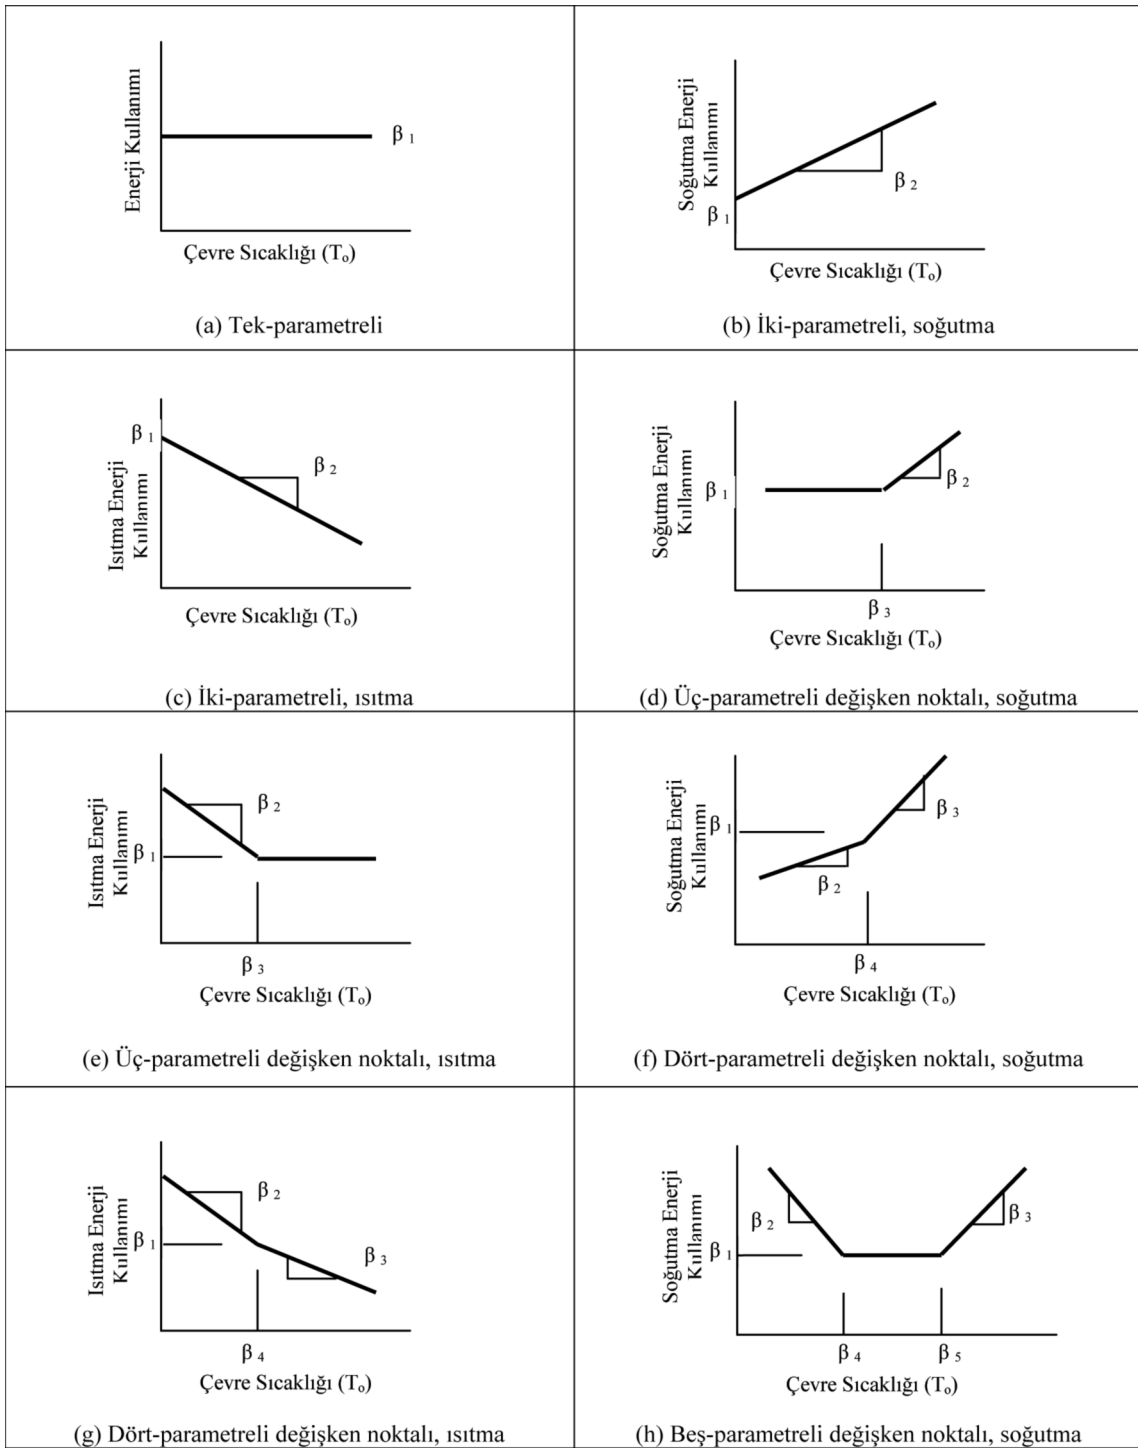 Enerji Kullanımı
β 1
Çevre Sıcaklığı (Tₒ)
(a) Tek-parametreli
Soğutma Enerji
Kullanımı
β 1
β 2
Çevre Sıcaklığı (Tₒ)
(b) İki-parametreli, soğutma
Isıtma Enerji
Kullanımı
β 1
β 2
Çevre Sıcaklığı (Tₒ)
(c) İki-parametreli, ısıtma
Soğutma Enerji
Kullanımı
β 1
β 2
β 3
Çevre Sıcaklığı (Tₒ)
(d) Üç-parametreli değişken noktalı, soğutma
Isıtma Enerji
Kullanımı
β 1
β 2
β 3
Çevre Sıcaklığı (Tₒ)
(e) Üç-parametreli değişken noktalı, ısıtma
Soğutma Enerji
Kullanımı
β 1
β 2
β 3
β 4
Çevre Sıcaklığı (Tₒ)
(f) Dört-parametreli değişken noktalı, soğutma
Isıtma Enerji
Kullanımı
β 1
β 2
β 3
β 4
Çevre Sıcaklığı (Tₒ)
(g) Dört-parametreli değişken noktalı, ısıtma
Soğutma Enerji
Kullanımı
β 1
β 2
β 3
β 4
β 5
Çevre Sıcaklığı (Tₒ)
(h) Beş-parametreli değişken noktalı, soğutma